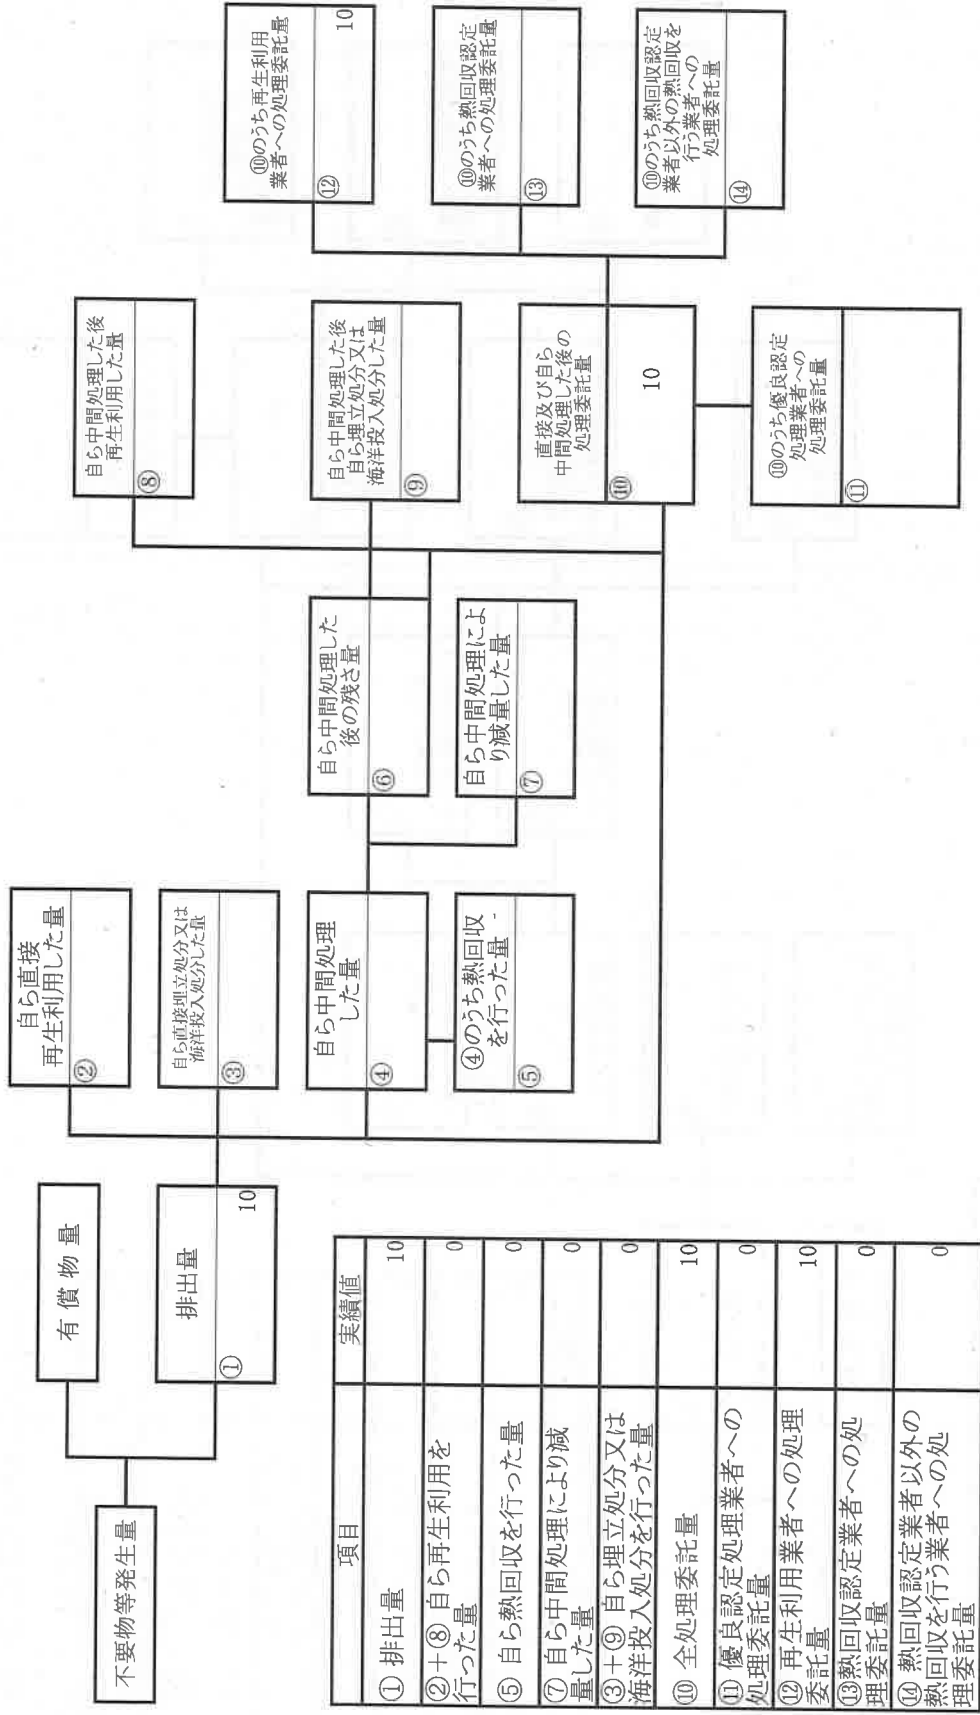 不要物等発生量
有償物量
排出量
①
10
自ら直接
再生利用した量
②
自ら直接埋立処分又は
海洋投入処分した量
③
自ら中間処理
した量
④
④のうち熱回収
を行った量
⑤
自ら中間処理した
後の残さ量
⑥
自ら中間処理によ
り減量した量
⑦
自ら中間処理した後
再生利用した量
⑧
自ら中間処理した後
自ら埋立処分又は
海洋投入処分した量
⑨
直接及び自ら
中間処理した後の
処理委託量
⑩
10
⑩のうち優良認定
処理業者への
処理委託量
⑪
⑩のうち再生利用
業者への処理委託量
⑫
10
⑩のうち熱回収認定
業者への処理委託量
⑬
⑩のうち熱回収認定
業者以外の熱回収を
行う業者への
処理委託量
⑭
項目 実績値
①排出量 10
②+⑧ 自ら再生利用を
行った量 0
⑤ 自ら熱回収を行った量 0
⑦ 自ら中間処理により減
量した量 0
③+⑨ 自ら埋立処分又は
海洋投入処分を行った量 0
⑩ 全処理委託量 10
⑪ 優良認定処理業者への
処理委託量 0
⑫ 再生利用業者への処理
委託量 10
⑬熱回収認定業者への処
理委託量 0
⑭ 熱回収認定業者以外の
熱回収を行う業者への処
理委託量 0